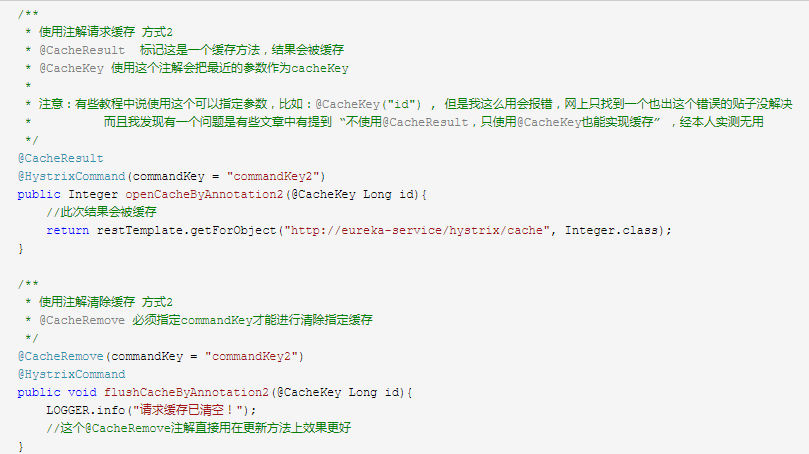 /**
 * 使用注解请求缓存 方式2
 * @CacheResult  标记这是一个缓存方法，结果会被缓存
 * @CacheKey 使用这个注解会把最近的参数作为cacheKey
 *
 * 注意：有些教程中说使用这个可以指定参数，比如：@CacheKey("id") , 但是我这么用会报错，网上只找到一个也出这个错误的贴子没解决
 *          而且我发现有一个问题是有些文章中有提到 “不使用@CacheResult，只使用@CacheKey也能实现缓存” ，经本人实测无用
 */
@CacheResult
@HystrixCommand(commandKey = "commandKey2")
public Integer openCacheByAnnotation2(@CacheKey Long id){
    //此次结果会被缓存
    return restTemplate.getForObject("http://eureka-service/hystrix/cache", Integer.class);
}

/**
 * 使用注解清除缓存 方式2
 * @CacheRemove 必须指定commandKey才能进行清除指定缓存
 */
@CacheRemove(commandKey = "commandKey2")
@HystrixCommand
public void flushCacheByAnnotation2(@CacheKey Long id){
    LOGGER.info("请求缓存已清空！");
    //这个@CacheRemove注解直接用在更新方法上效果更好
}